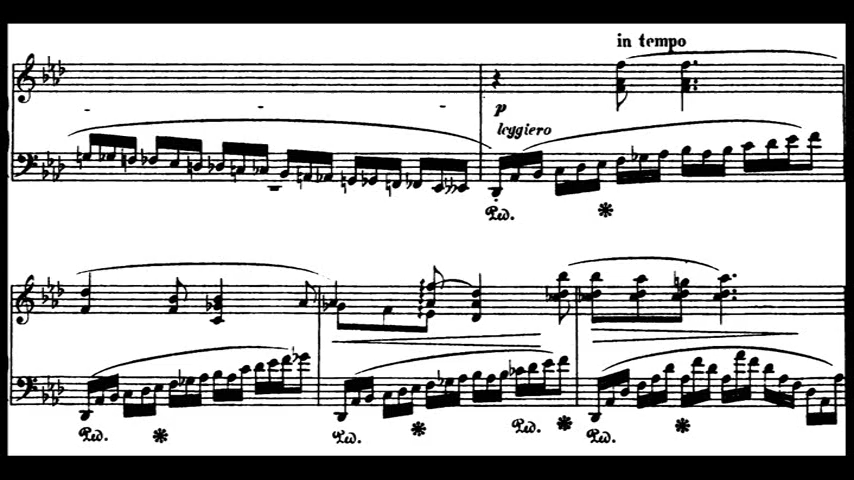 in tempo
p
leggiero
Ped. *
Ped. * Ped. * Ped. * Ped. *